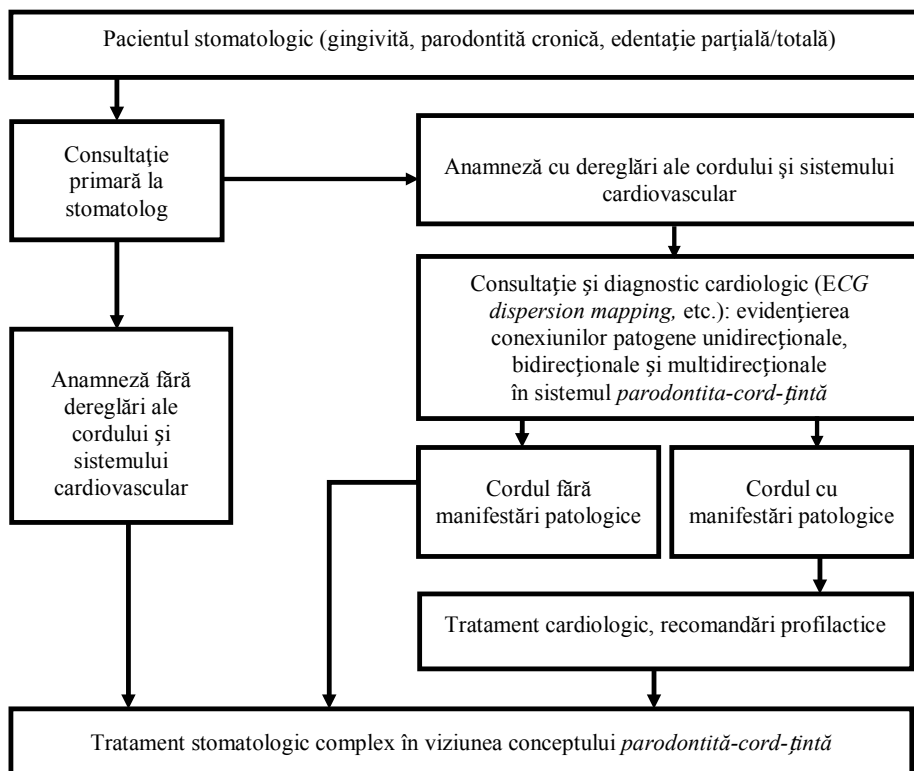 Pacientul stomatologic (gingivită, parodontită cronică, edentație parţială/totală)
Consultaţie
primară la
stomatolog
Anamneză cu dereglări ale cordului şi sistemului
cardiovascular
Consultaţie şi diagnostic cardiologic (ECG
dispersion mapping, etc.): evidenţierea
conexiunilor patogene unidirecţionale,
bidirecţionale şi multidirecţionale
în sistemul parodontita-cord-ţintă
Anamneză fără
dereglări ale
cordului şi
sistemului
cardiovascular
Cordul fără
manifestări patologice
Cordul cu
manifestări patologice
Tratament cardiologic, recomandări profilactice
Tratament stomatologic complex în viziunea conceptului parodontită-cord-ţintă